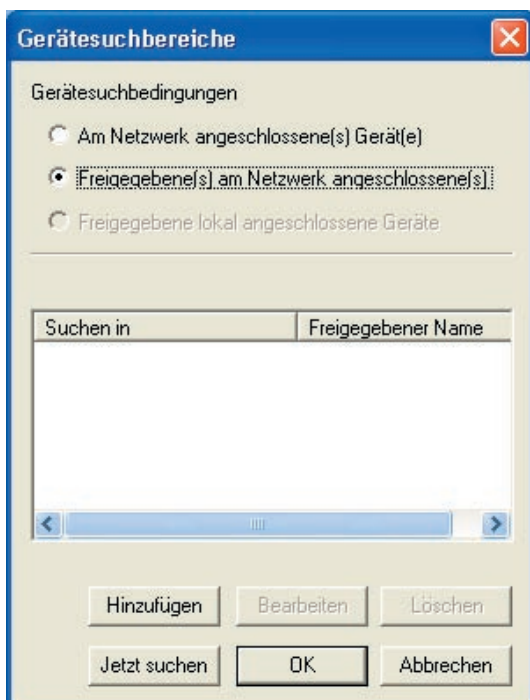 Gerätesuchbereiche
Gerätesuchbedingungen
Am Netzwerk angeschlossene(s) Gerät(e)
Freigegebene(s) am Netzwerk angeschlossene(s)
Freigegebene lokal angeschlossene Geräte
Suchen in Freigegebener Name
Hinzufügen Bearbeiten Löschen
Jetzt suchen OK Abbrechen